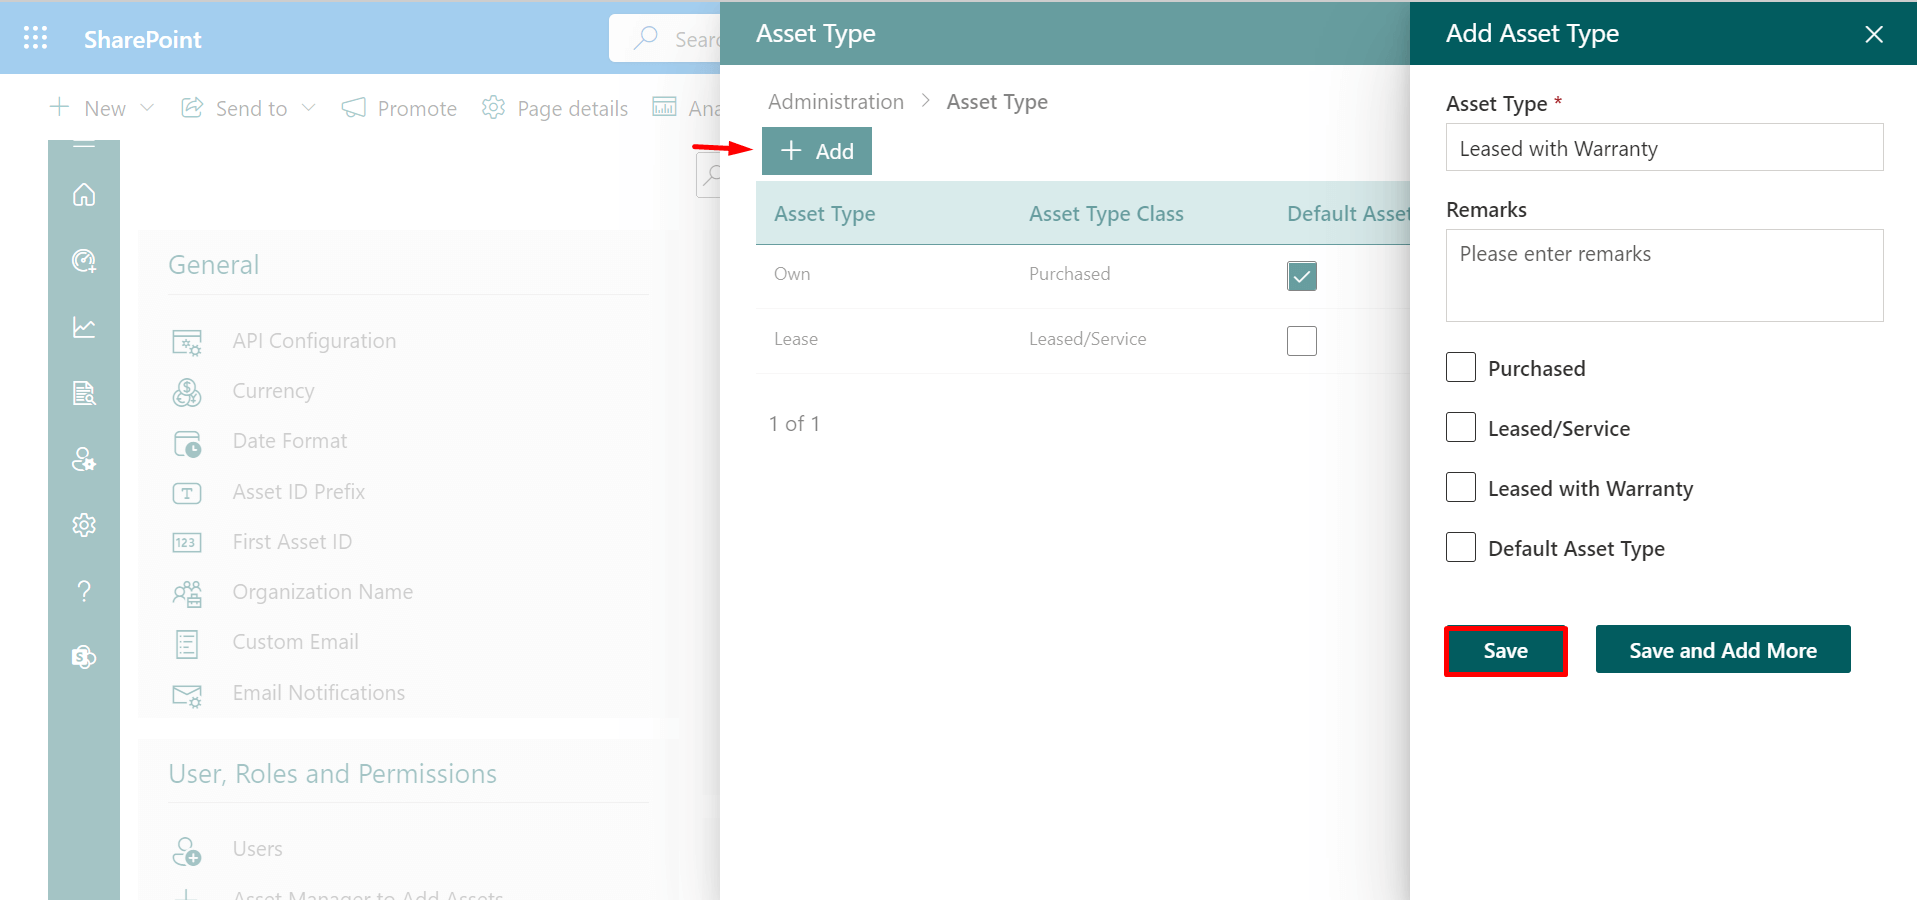 SharePoint
Sear
New
Send to
Promote
Page details
Ana
General
API Configuration
Currency
Date Format
Asset ID Prefix
123
First Asset ID
Organization Name
Custom Email
Email Notifications
User, Roles and Permissions
Users
Asset Manager to Add Assets
Asset Type
Administration > Asset Type
+ Add
Asset Type Asset Type Class Default Asset
Own Purchased
Lease Leased/Service
1 of 1
Add Asset Type
Asset Type *
Leased with Warranty
Remarks
Please enter remarks
Purchased
Leased/Service
Leased with Warranty
Default Asset Type
Save
Save and Add More